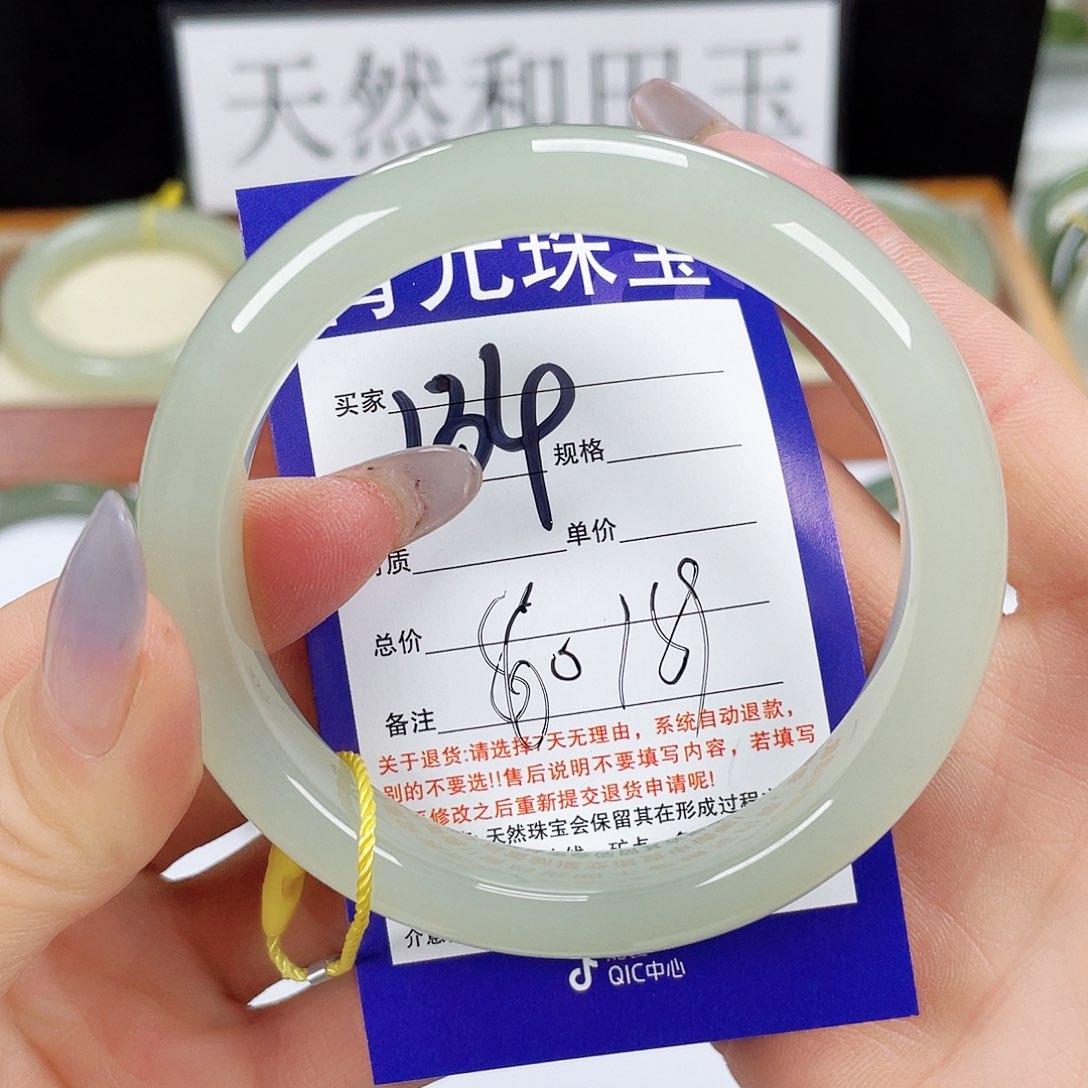 天然和田玉
元珠宝
买家 134
规格
质
单价
总价
备注
关于退货:请选择7天无理由，系统自动退款，
别的不要选!!售后说明不要填写内容，若填写
修改之后重新提交退货申请呢!
天然珠宝会保留其在形成过程
QIC中心